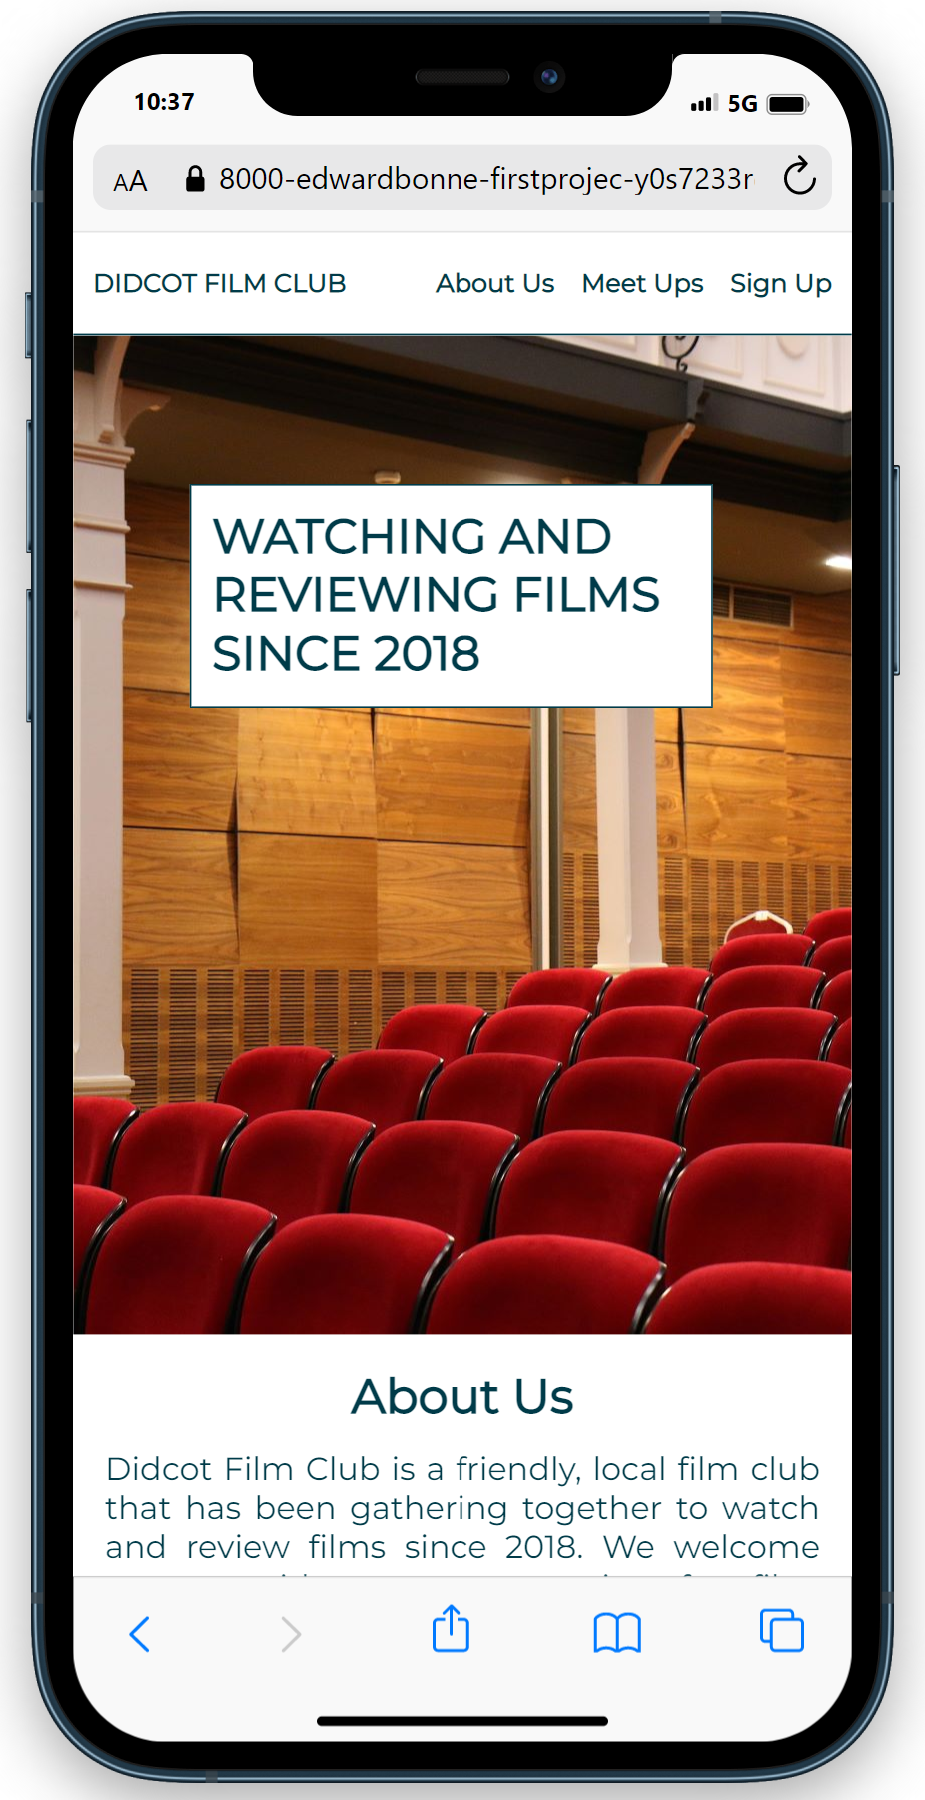 10:37
5G
AA 8000-edwardbonne-firstprojec-y0s7233r
DIDCOT FILM CLUB About Us Meet Ups Sign Up
WATCHING AND
REVIEWING FILMS
SINCE 2018
About Us
Didcot Film Club is a friendly, local film club
that has been gathering together to watch
and review films since 2018. We welcome